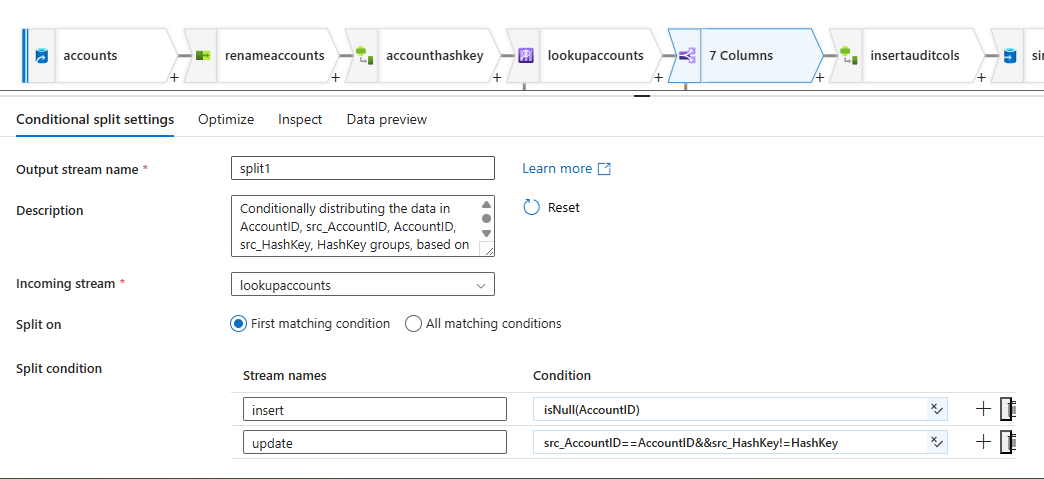 accounts
renameaccounts
accounthashkey
lookupaccounts
7 Columns
insertauditcols
+
+
+
+
+
+
Conditional split settings
Optimize
Inspect
Data preview
Output stream name *
split1
Learn more
Description
Conditionally distributing the data in
AccountID, src_AccountID, AccountID,
src_HashKey, HashKey groups, based on
Reset
Incoming stream *
lookupaccounts
Split on
First matching condition
All matching conditions
Split condition
Stream names
Condition
insert
isNull(AccountID)
+
update
src_AccountID==AccountID&&src_HashKey!=HashKey
+